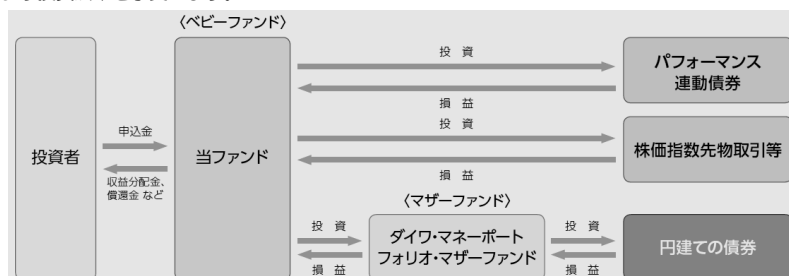 〈ベビーファンド〉
投資者
申込金
収益分配金、
償還金 など
当ファンド
投 資
損 益
パフォーマンス
連動債券
投 資
損 益
株価指数先物取引等
〈マザーファンド〉
投 資
損 益
ダイワ・マネーポート
フォリオ・マザーファンド
投 資
損 益
円建ての債券